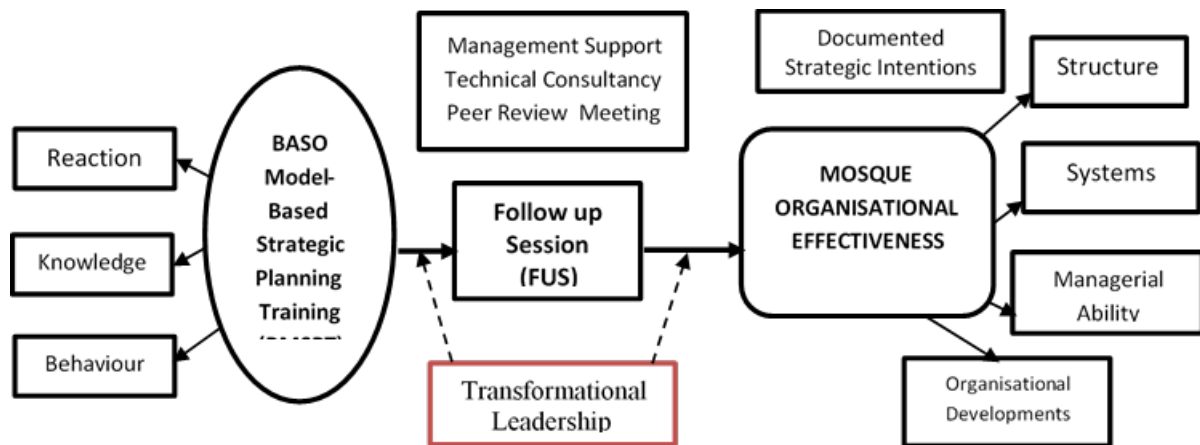 Reaction
Knowledge
Behaviour
BASO
Model-
Based
Strategic
Planning
Training
Management Support
Technical Consultancy
Peer Review Meeting
Follow up
Session
(FUS)
Transformational
Leadership
Documented
Strategic Intentions
MOSQUE
ORGANISATIONAL
EFFECTIVENESS
Structure
Systems
Managerial
Ability
Organisational
Developments